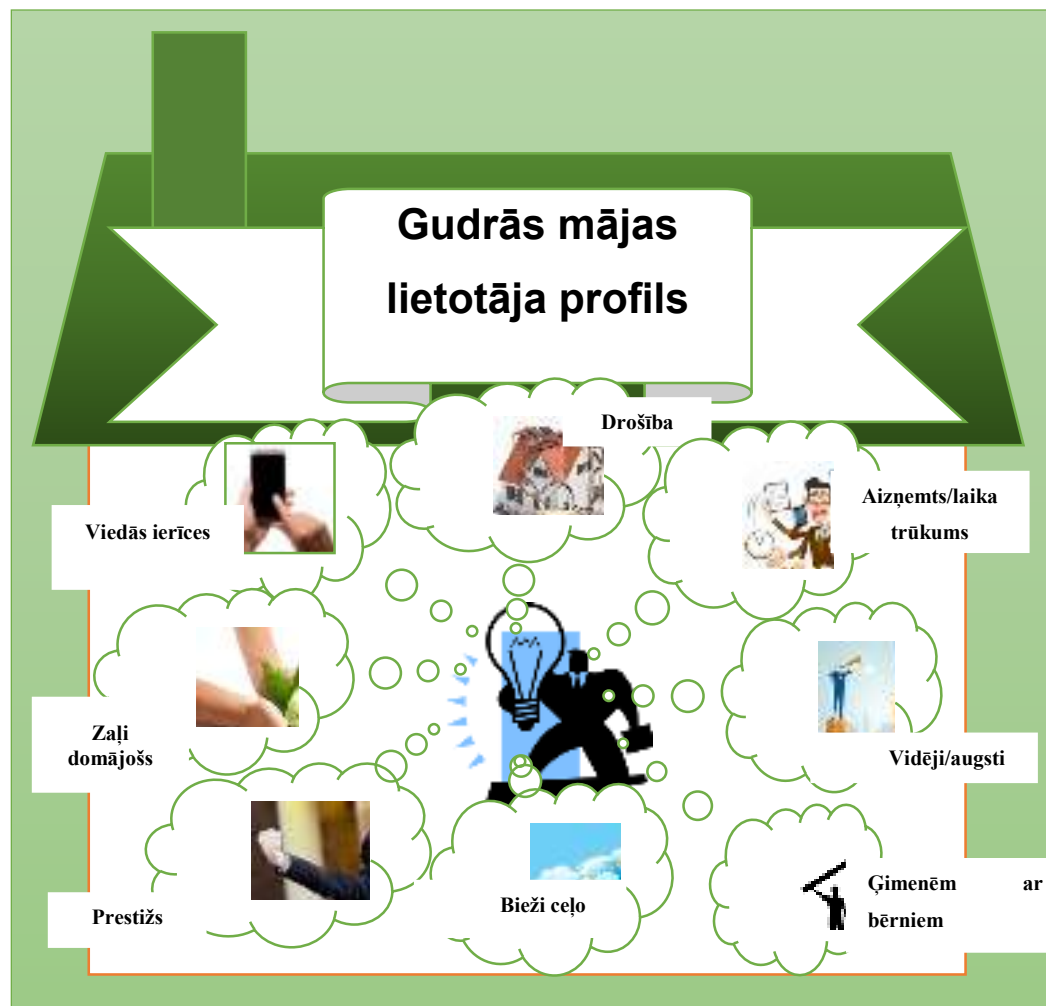 Gudrās mājas
lietotāja profils
Drošība
Viedās ierīces
Aizņemts/laika
trūkums
Zaļi
domājošs
Vidēji/augsti
Prestižs
Bieži ceļo
Ģimenēm ar
bērniem